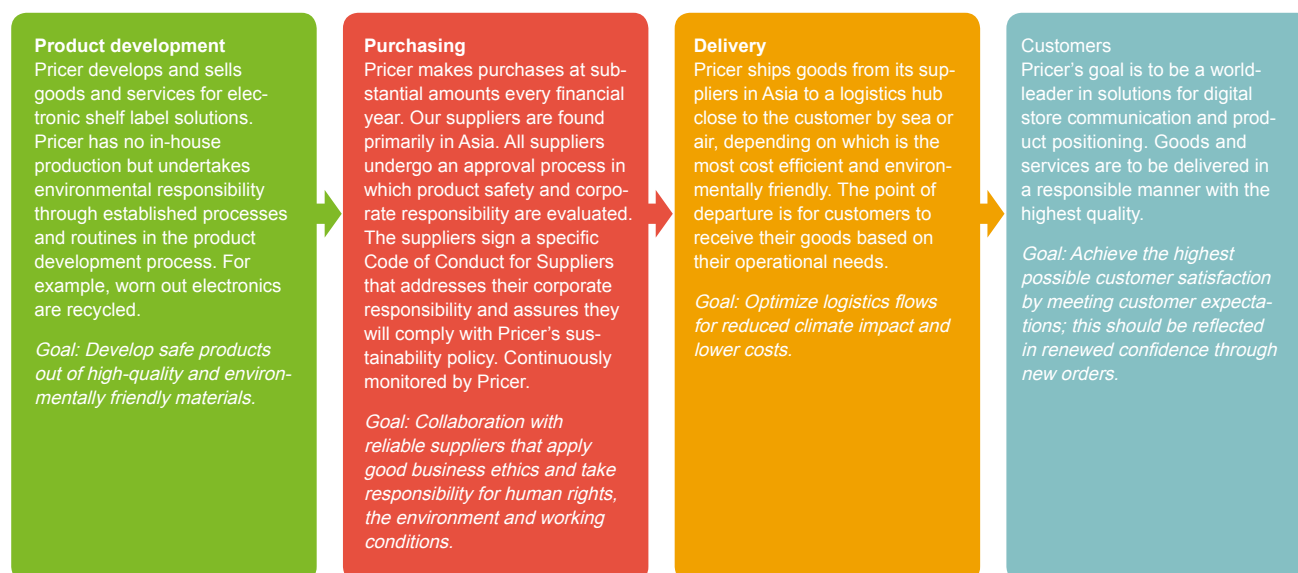 Product development
Pricer develops and sells
goods and services for elec-
tronic shelf label solutions.
Pricer has no in-house
production but undertakes
environmental responsibility
through established processes
and routines in the product
development process. For
example, worn out electronics
are recycled.
Goal: Develop safe products
out of high-quality and environ-
mentally friendly materials.
Purchasing
Pricer makes purchases at sub-
stantial amounts every financial
year. Our suppliers are found
primarily in Asia. All suppliers
undergo an approval process in
which product safety and corpo-
rate responsibility are evaluated.
The suppliers sign a specific
Code of Conduct for Suppliers
that addresses their corporate
responsibility and assures they
will comply with Pricer's sus-
tainability policy. Continuously
monitored by Pricer.
Goal: Collaboration with
reliable suppliers that apply
good business ethics and take
responsibility for human rights,
the environment and working
conditions.
Delivery
Pricer ships goods from its sup-
pliers in Asia to a logistics hub
close to the customer by sea or
air, depending on which is the
most cost efficient and environ-
mentally friendly. The point of
departure is for customers to
receive their goods based on
their operational needs.
Goal: Optimize logistics flows
for reduced climate impact and
lower costs.
Customers
Pricer's goal is to be a world-
leader in solutions for digital
store communication and prod-
uct positioning. Goods and
services are to be delivered in
a responsible manner with the
highest quality.
Goal: Achieve the highest
possible customer satisfaction
by meeting customer expecta-
tions; this should be reflected
in renewed confidence through
new orders.